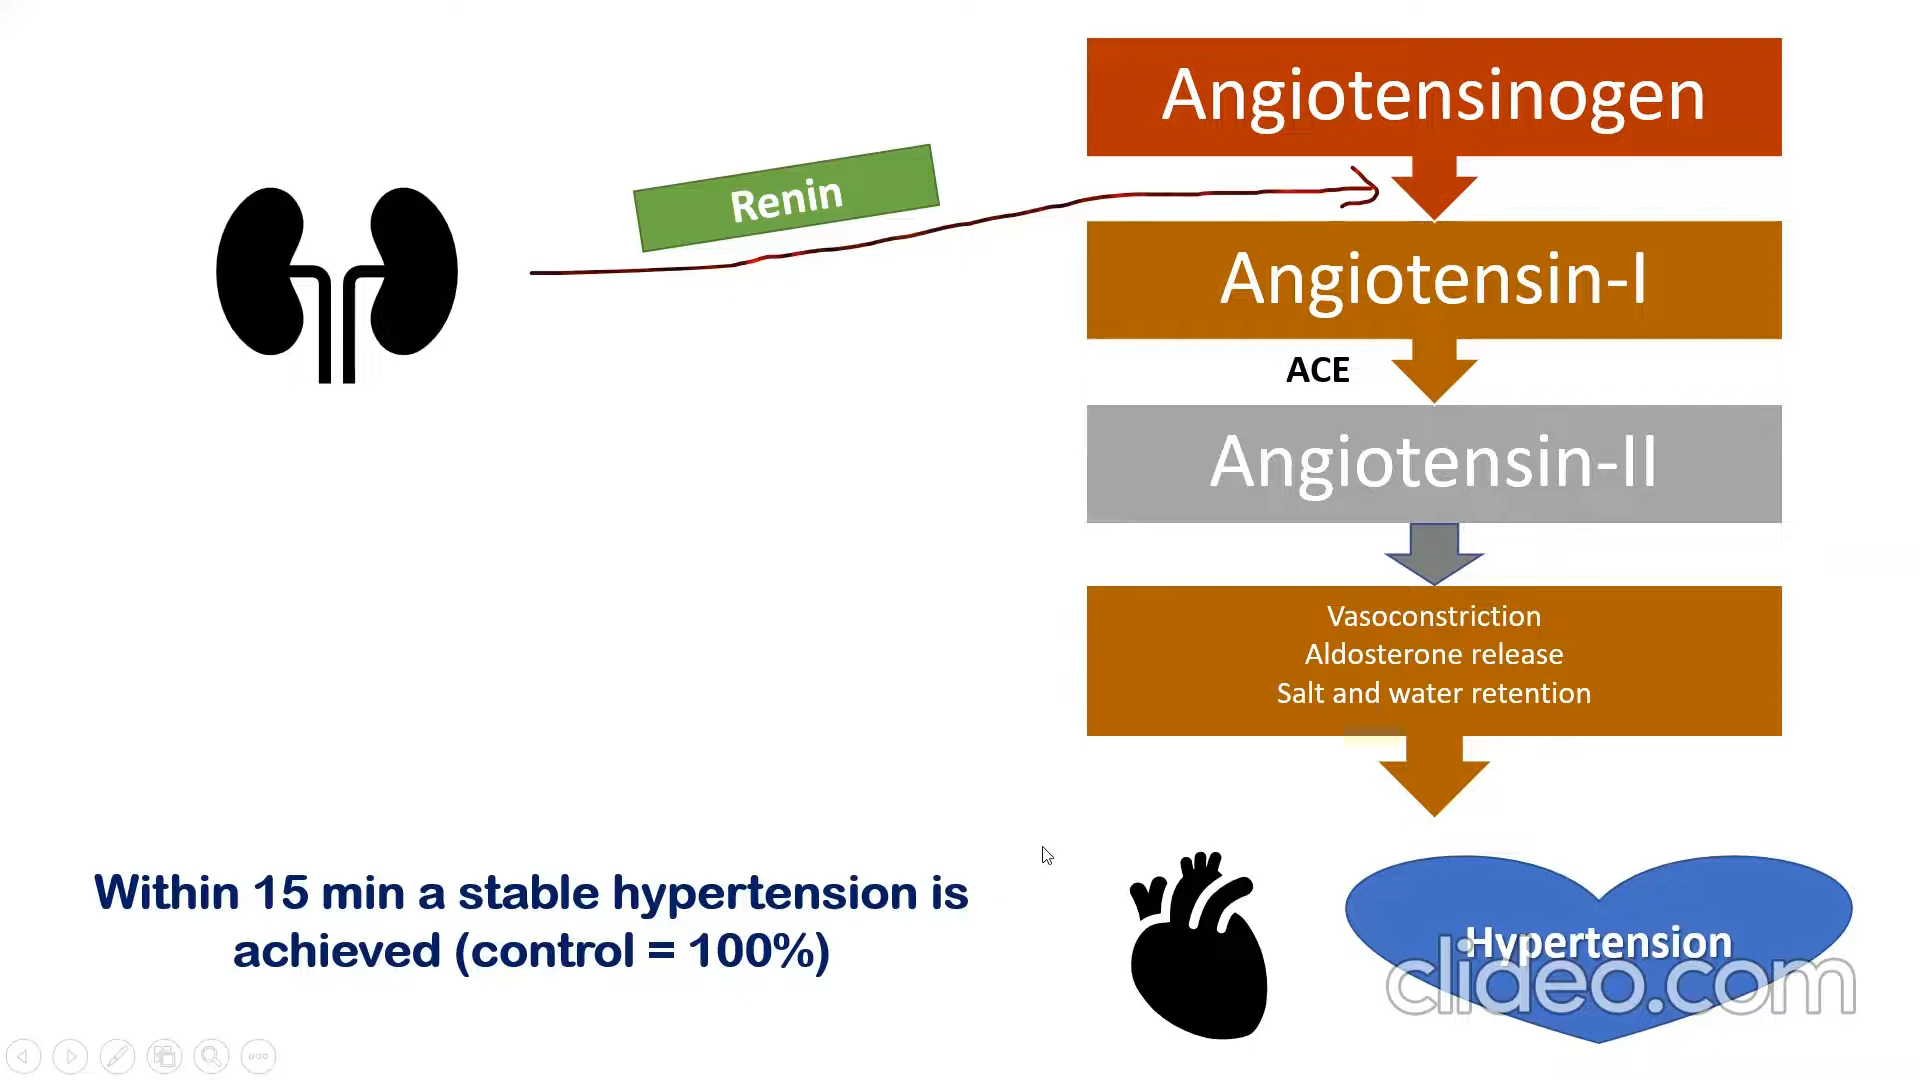 Angiotensinogen
Renin
Angiotensin-I
ACE
Angiotensin-II
Vasoconstriction
Aldosterone release
Salt and water retention
Within 15 min a stable hypertension is
achieved (control = 100%)
Hypertension
clideo.com